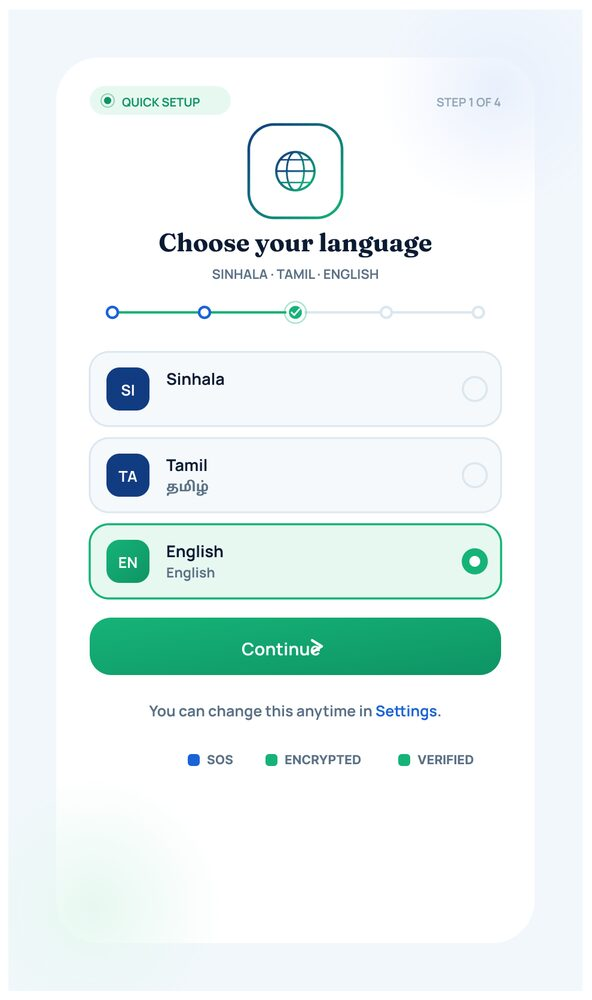 QUICK SETUP
STEP 1 OF 4
Choose your language
SINHALA · TAMIL · ENGLISH
SI
Sinhala
TA
Tamil
தமிழ்
EN
English
English
Continue
You can change this anytime in Settings.
SOS
ENCRYPTED
VERIFIED